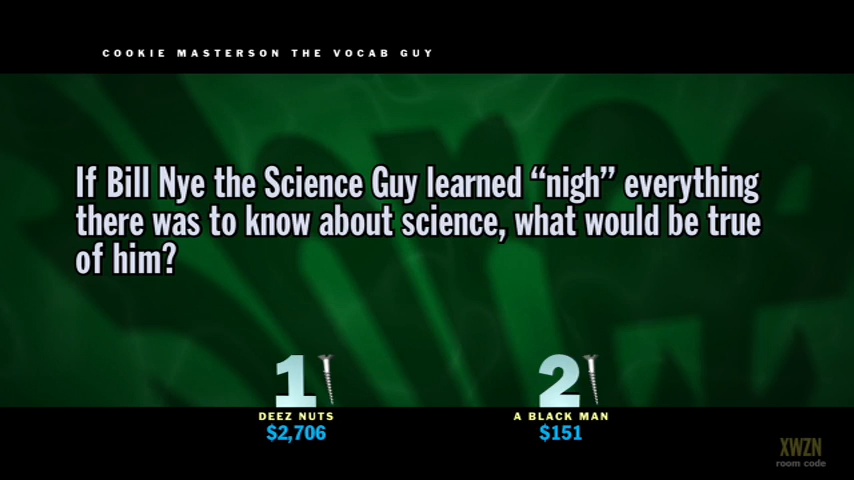 COOKIE MASTERSON THE VOCAB GUY
If Bill Nye the Science Guy learned “nigh” everything
there was to know about science, what would be true
of him?
1 2
DEEZ NUTS A BLACK MAN
$2,706 $151
XWZN
room code